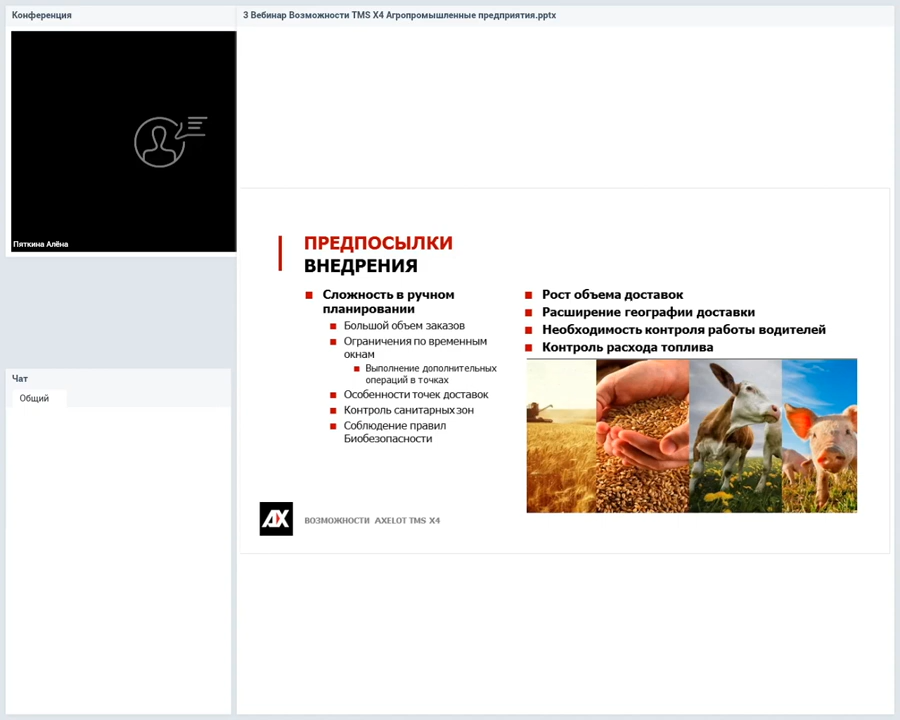 Конференция
3 Вебинар Возможности TMS X4 Агропромышленные предприятия.pptx
Пяткина Алёна
Чат
Общий
ПРЕДПОСЫЛКИ
ВНЕДРЕНИЯ
Сложность в ручном
планировании
Большой объем заказов
Ограничения по временным
окнам
Выполнение дополнительных
операций в точках
Особенности точек доставок
Контроль санитарных зон
Соблюдение правил
Биобезопасности
Рост объема доставок
Расширение географии доставки
Необходимость контроля работы водителей
Контроль расхода топлива
AX
ВОЗМОЖНОСТИ AXELOT TMS X4